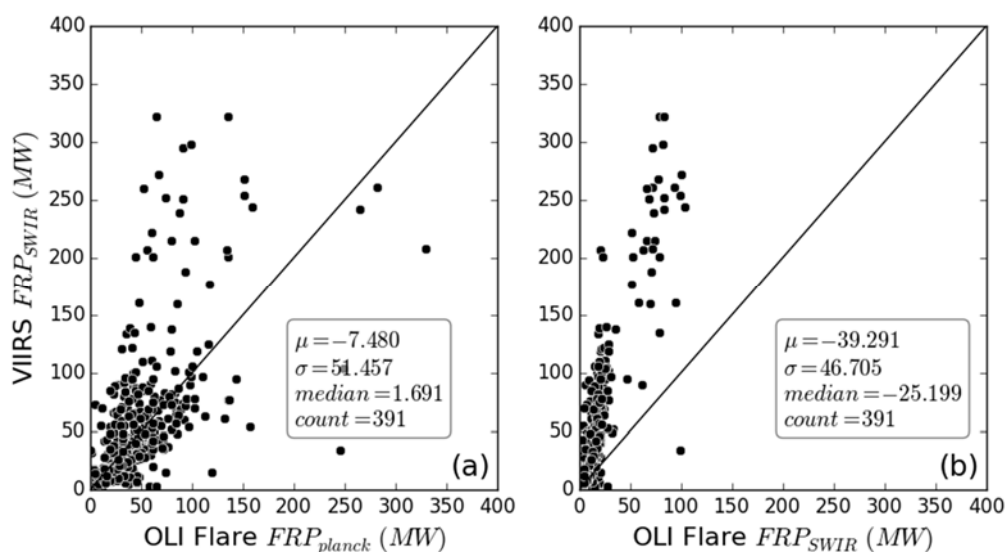 400
350
300
250
200
150
100
50
0
VIIRS FRP_SWIR (MW)
μ=−7.480
σ=51.457
median=1.691
count=391
(a)
0 50 100 150 200 250 300 350 400
OLI Flare FRP_planck (MW)
400
350
300
250
200
150
100
50
0
μ=−39.291
σ=46.705
median=−25.199
count=391
(b)
0 50 100 150 200 250 300 350 400
OLI Flare FRP_SWIR (MW)